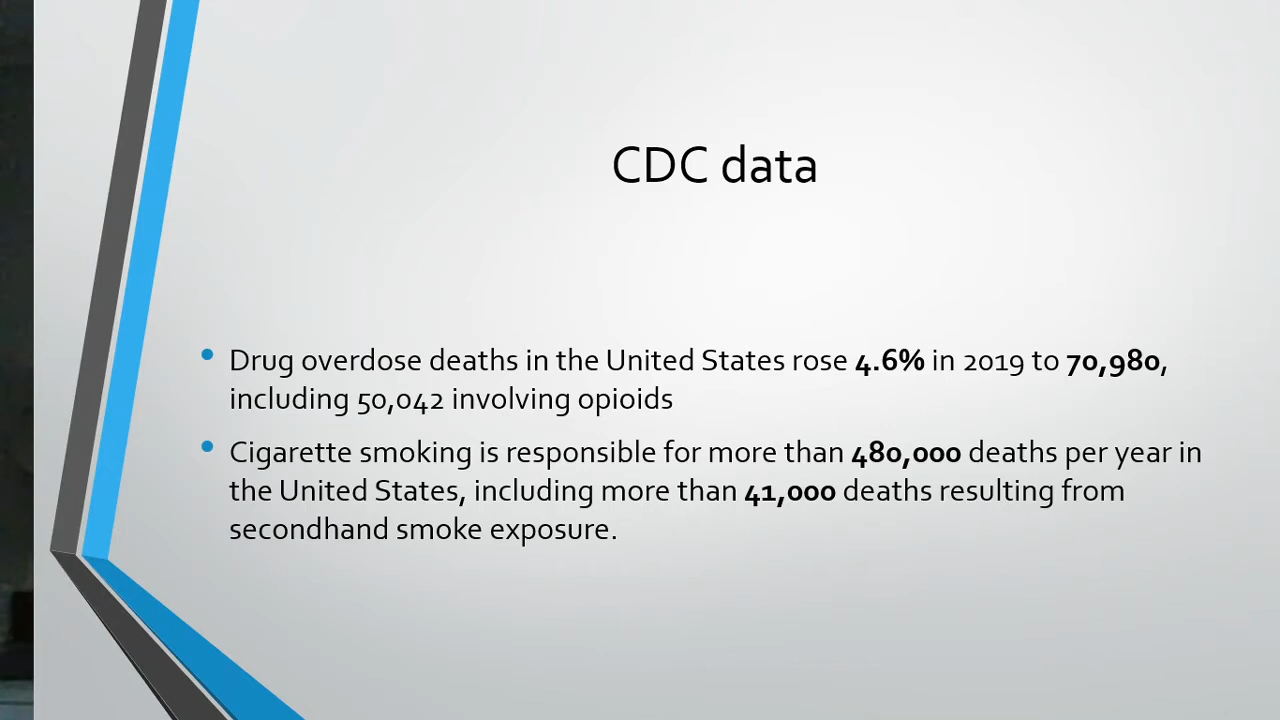 CDC data
• Drug overdose deaths in the United States rose 4.6% in 2019 to 70,980,
including 50,042 involving opioids
• Cigarette smoking is responsible for more than 480,000 deaths per year in
the United States, including more than 41,000 deaths resulting from
secondhand smoke exposure.